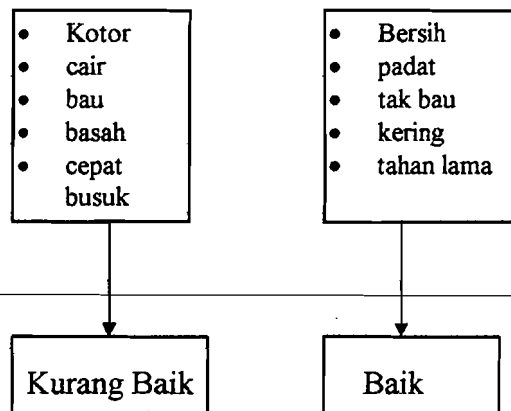 • Kotor
• cair
• bau
• basah
• cepat
busuk
• Bersih
• padat
• tak bau
• kering
• tahan lama
Kurang Baik
Baik